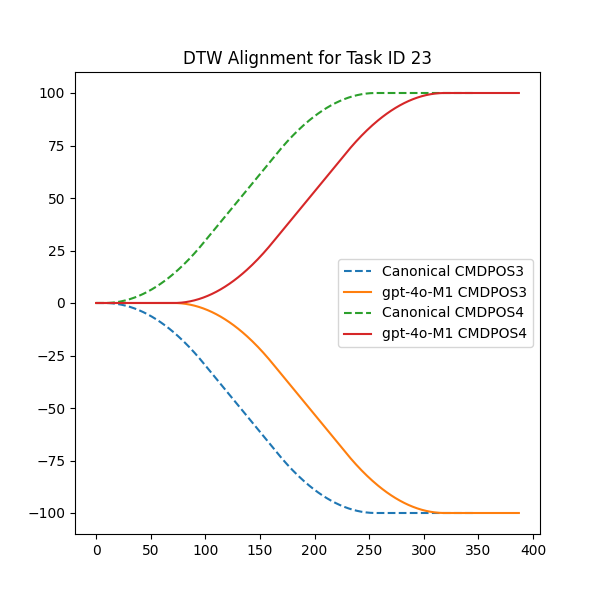 DTW Alignment for Task ID 23
100
75
50
25
0
−25
−50
−75
−100
Canonical CMDPOS3
gpt-4o-M1 CMDPOS3
Canonical CMDPOS4
gpt-4o-M1 CMDPOS4
0 50 100 150 200 250 300 350 400